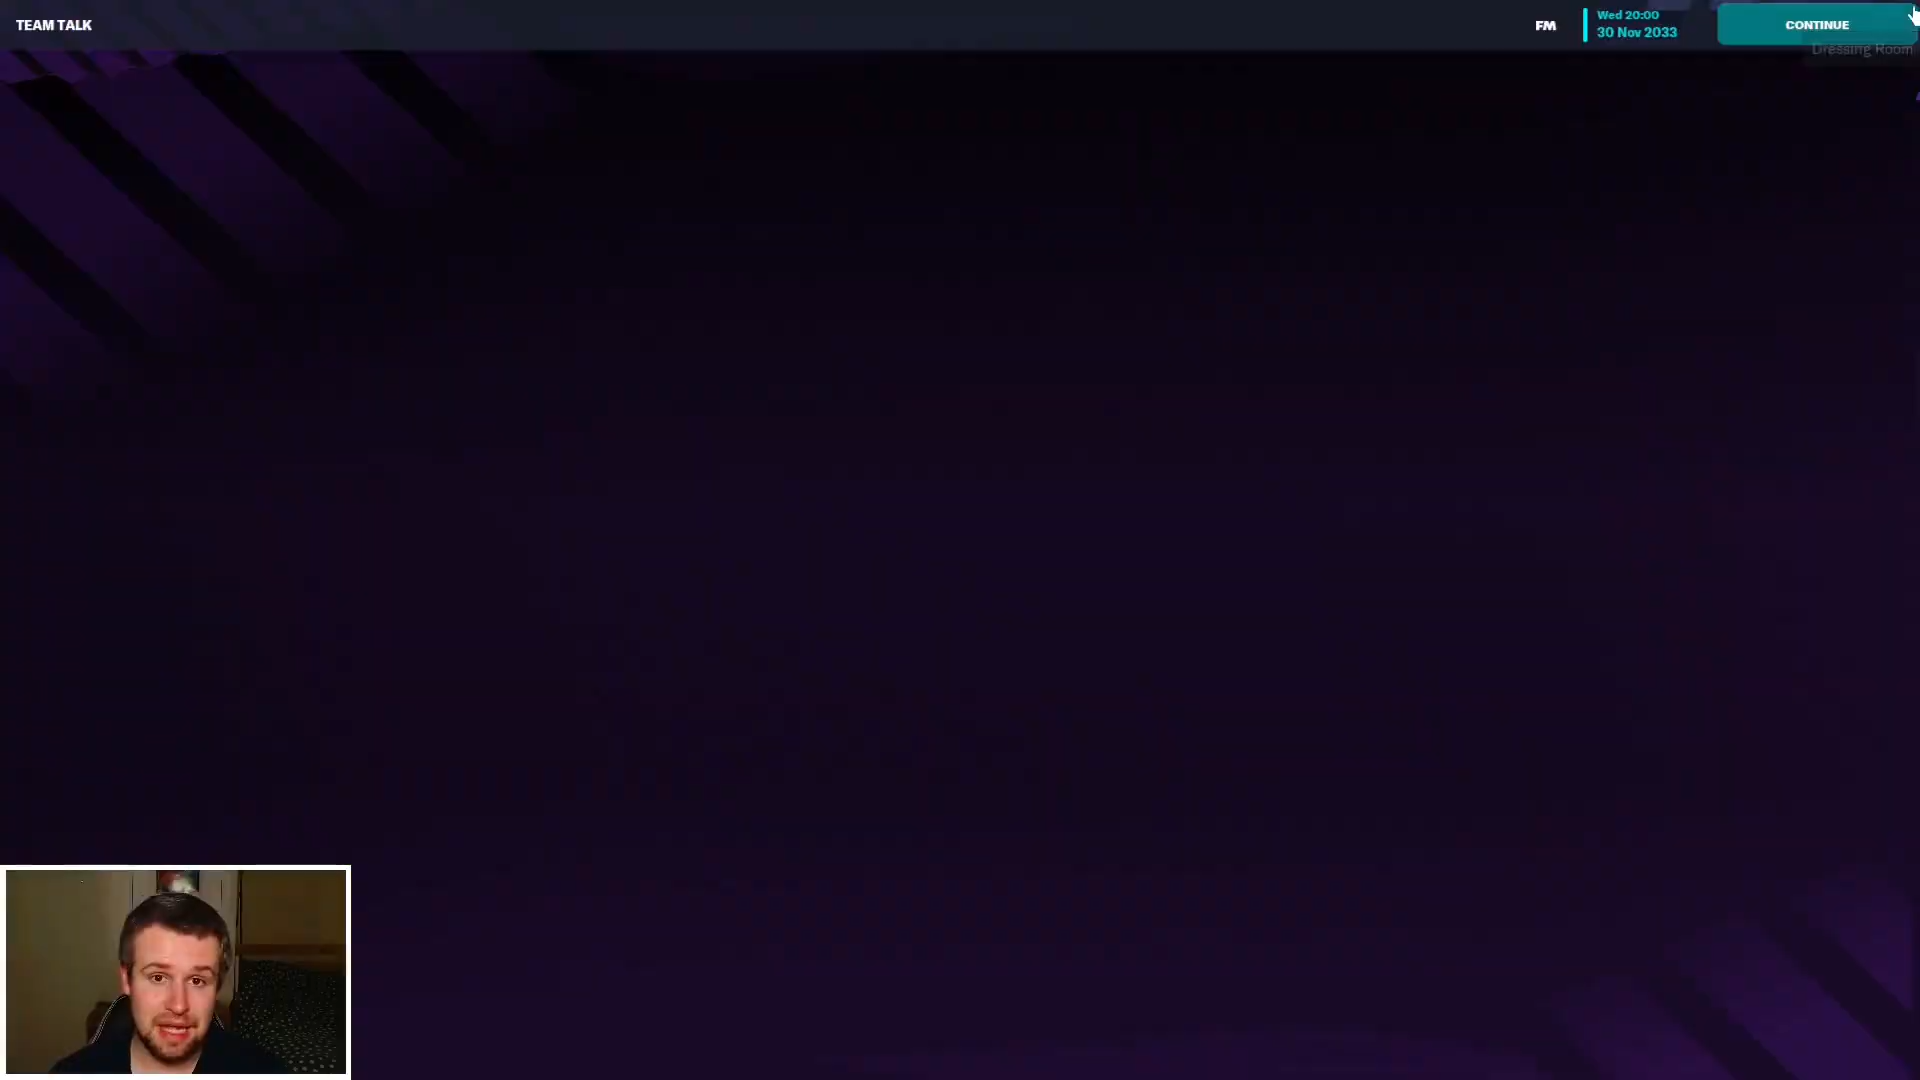 TEAM TALK
FM
Wed 20:00
30 Nov 2033
CONTINUE
Dressing Room